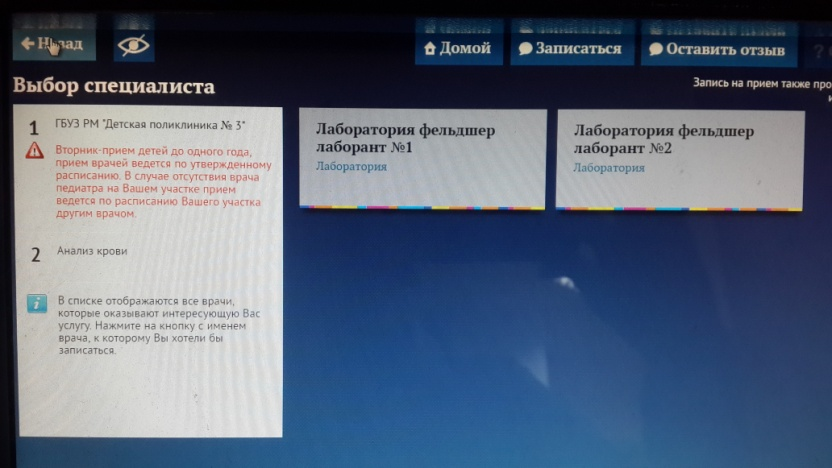 Назад
Домой
Записаться
Оставить отзыв
Выбор специалиста
Запись на прием также про
1 ГБУЗ РМ "Детская поликлиника № 3"
Вторник-прием детей до одного года,
прием врачей ведется по утвержденному
расписанию. В случае отсутствия врача
педиатра на Вашем участке прием
ведется по расписанию Вашего участка
другим врачом.
2 Анализ крови
В списке отображаются все врачи,
которые оказывают интересующую Вас
услугу. Нажмите на кнопку с именем
врача, к которому Вы хотели бы
записаться.
Лаборатория фельдшер
лаборант №1
Лаборатория
Лаборатория фельдшер
лаборант №2
Лаборатория